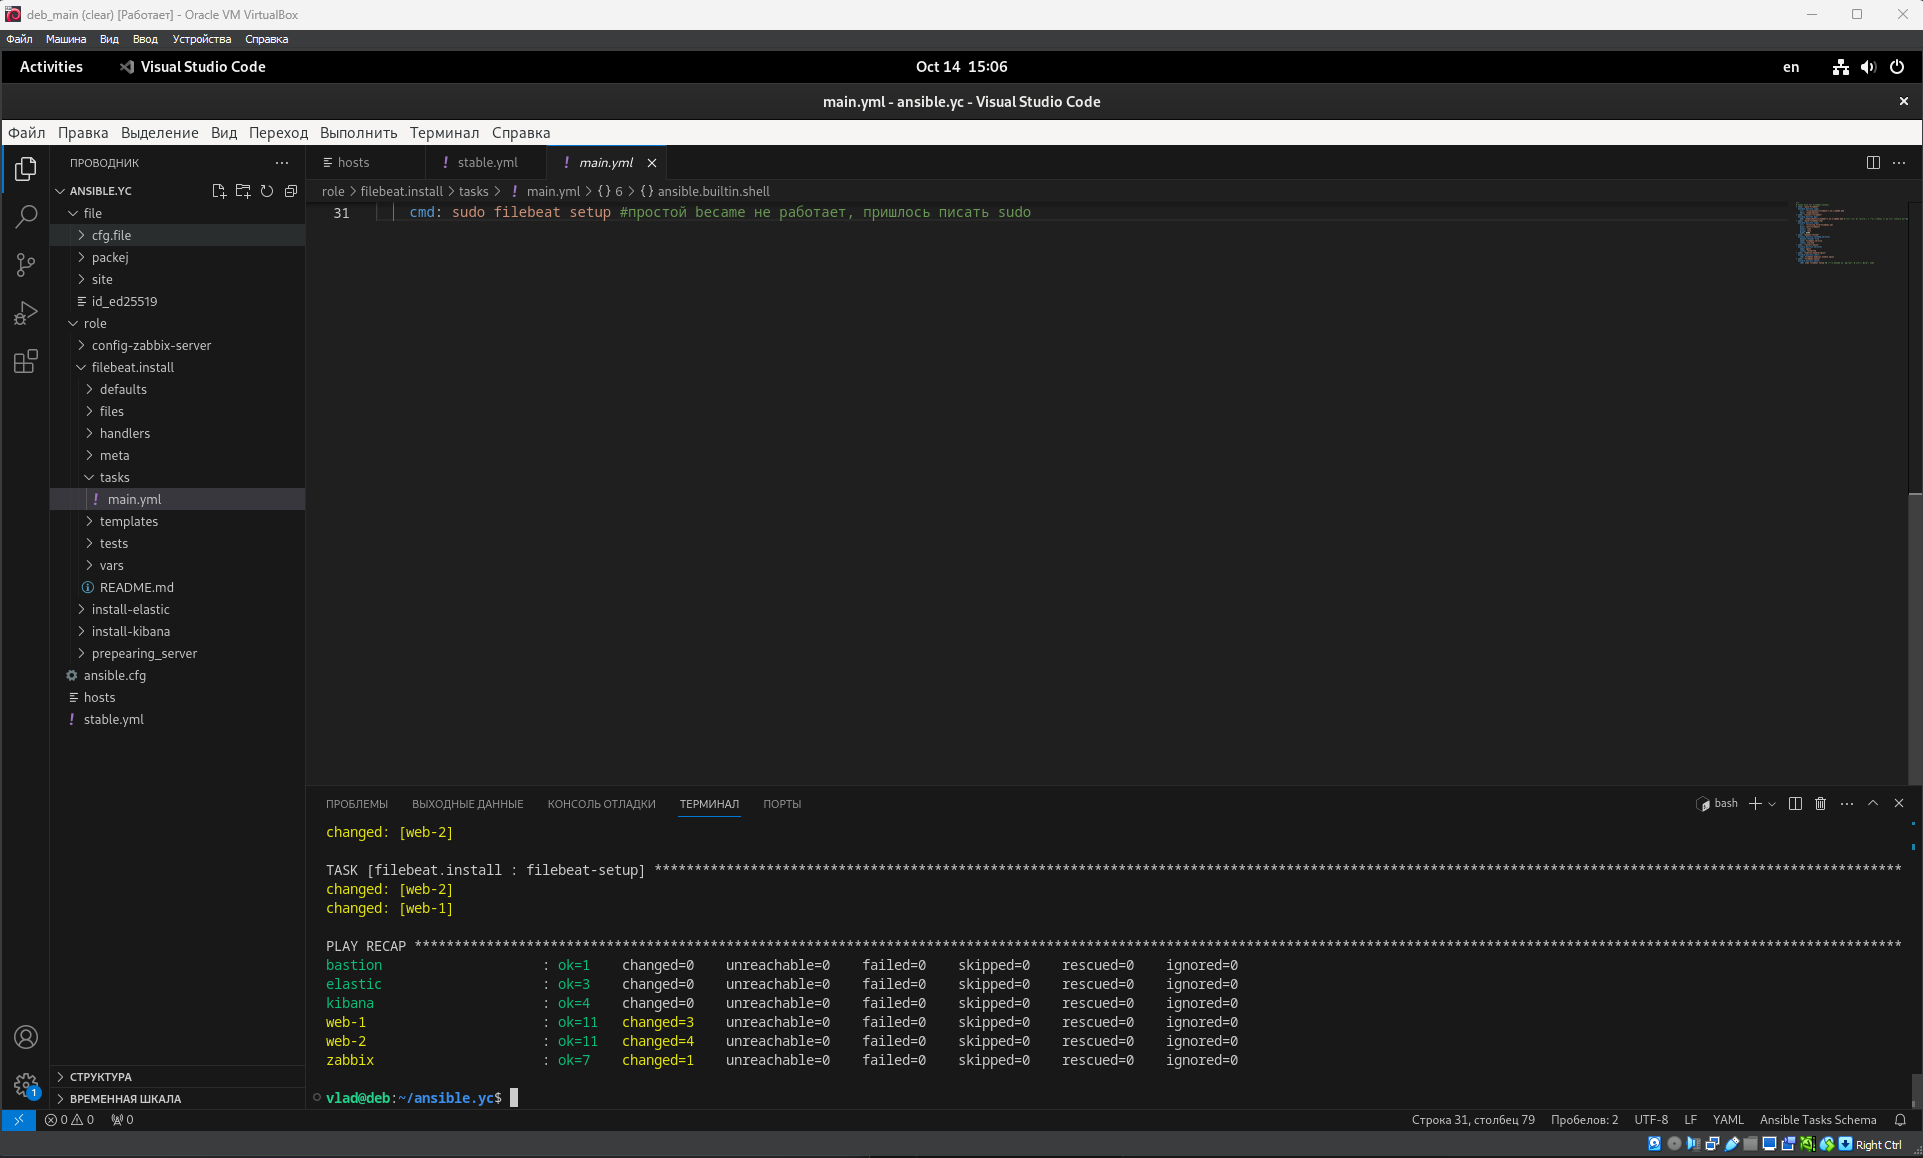 deb_main (clear) [Работает] - Oracle VM VirtualBox
Файл Машина Вид Ввод Устройства Справка
Activities Visual Studio Code Oct 14 15:06 en
main.yml - ansible.yc - Visual Studio Code
Файл Правка Выделение Вид Переход Выполнить Терминал Справка
ПРОВОДНИК
ANSIBLE.YC
file
cfg.file
packej
site
id_ed25519
role
config-zabbix-server
filebeat.install
defaults
files
handlers
meta
tasks
main.yml
templates
tests
vars
README.md
install-elastic
install-kibana
prepearing_server
ansible.cfg
hosts
stable.yml
СТРУКТУРА
ВРЕМЕННАЯ ШКАЛА
hosts stable.yml main.yml
role > filebeat.install > tasks > ! main.yml > {} 6 > {} ansible.builtin.shell
31 cmd: sudo filebeat setup #простой became не работает, пришлось писать sudo
ПРОБЛЕМЫ ВЫХОДНЫЕ ДАННЫЕ КОНСОЛЬ ОТЛАДКИ ТЕРМИНАЛ ПОРТЫ bash
changed: [web-2]
TASK [filebeat.install : filebeat-setup] ****************************************************************************************************************************************************************
changed: [web-2]
changed: [web-1]
PLAY RECAP ****************************************************************************************************************************************************************************************
bastion : ok=1 changed=0 unreachable=0 failed=0 skipped=0 rescued=0 ignored=0
elastic : ok=3 changed=0 unreachable=0 failed=0 skipped=0 rescued=0 ignored=0
kibana : ok=4 changed=0 unreachable=0 failed=0 skipped=0 rescued=0 ignored=0
web-1 : ok=11 changed=3 unreachable=0 failed=0 skipped=0 rescued=0 ignored=0
web-2 : ok=11 changed=4 unreachable=0 failed=0 skipped=0 rescued=0 ignored=0
zabbix : ok=7 changed=1 unreachable=0 failed=0 skipped=0 rescued=0 ignored=0
vlad@deb:~/ansible.yc$
1
0 0 0 Строка 31, столбец 79 Пробелов: 2 UTF-8 LF YAML Ansible Tasks Schema
Right Ctrl